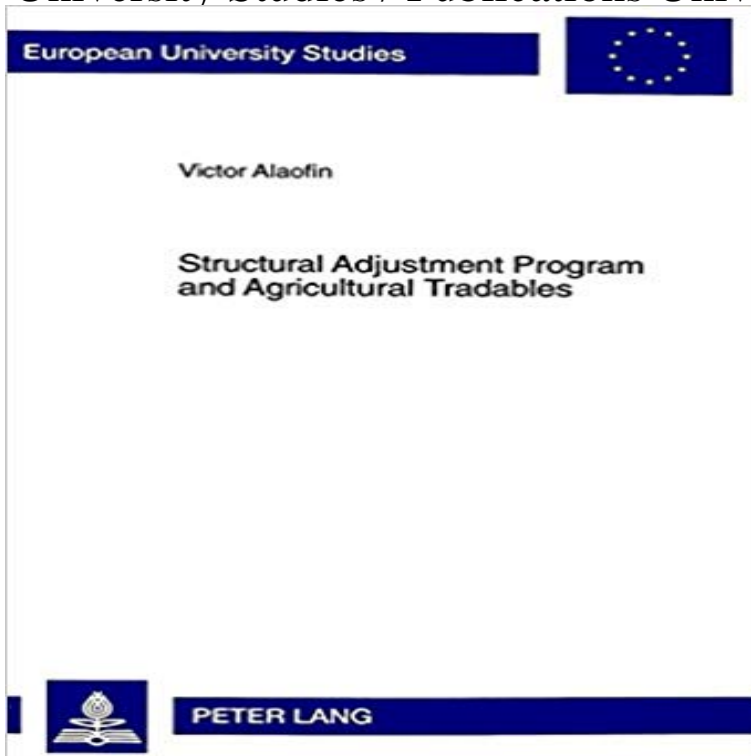 European University Studies
Victor Alaofin
Structural Adjustment Program
and Agricultural Tradables
PETER LANG